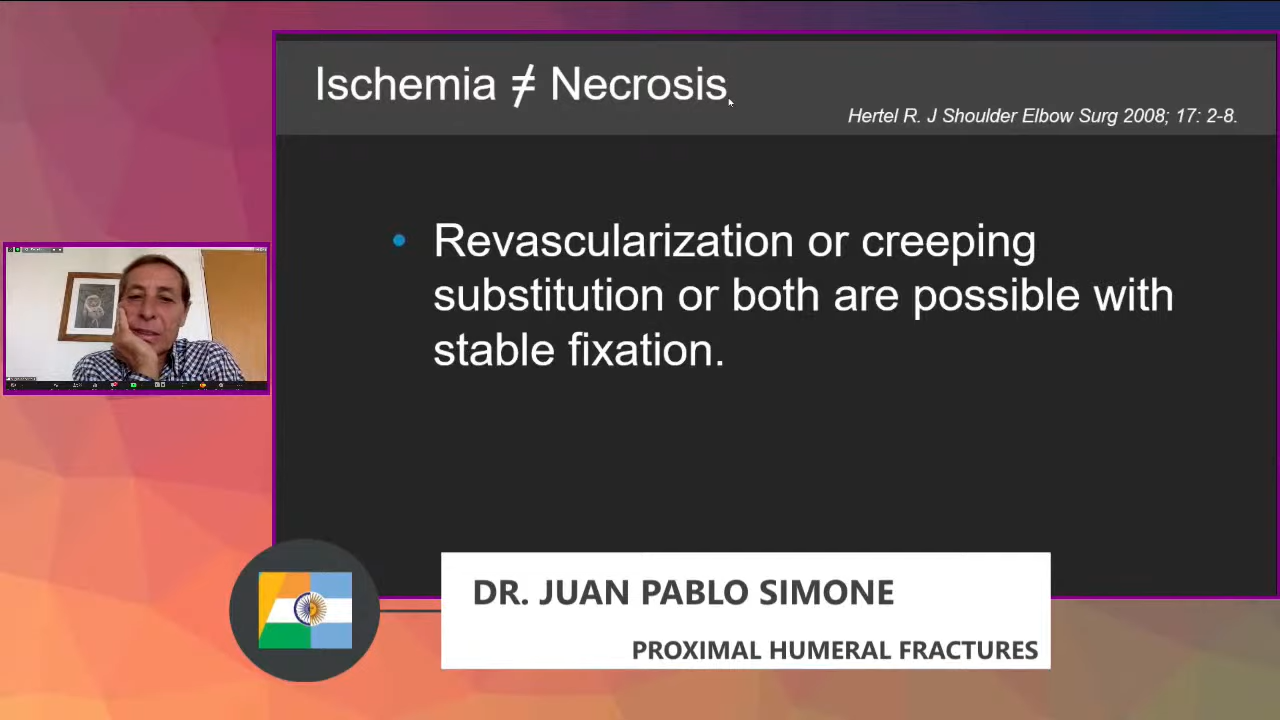 Ischemia ≠ Necrosis
Hertel R. J Shoulder Elbow Surg 2008; 17: 2-8.
• Revascularization or creeping
substitution or both are possible with
stable fixation.
DR. JUAN PABLO SIMONE
PROXIMAL HUMERAL FRACTURES